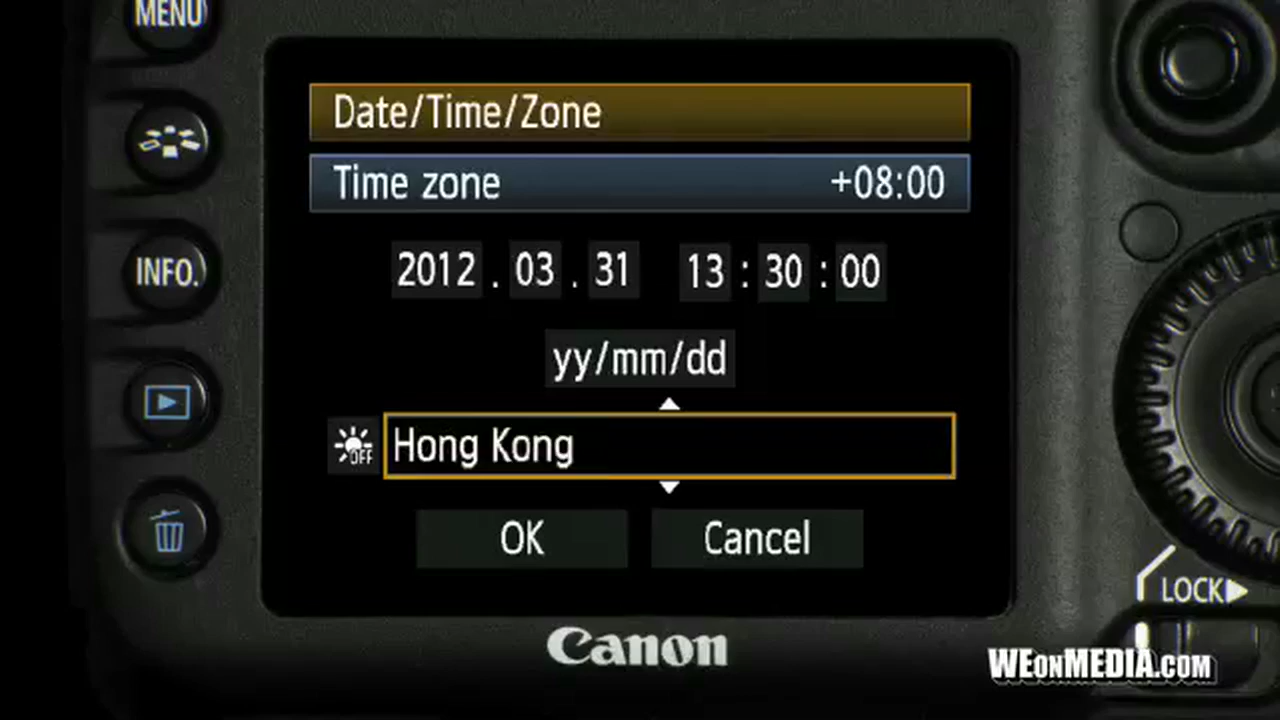 MENU
Date/Time/Zone
Time zone +08:00
2012 . 03 . 31 13 : 30 : 00
INFO.
yy/mm/dd
OFF
Hong Kong
OK Cancel
LOCK
Canon
WEONMEDIA.COM